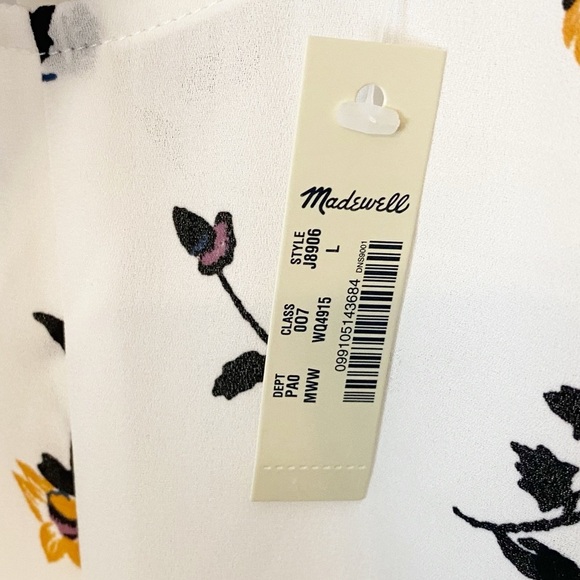 Madewell
DEPT CLASS STYLE
PA0 007 J8906
MWW WQ4915 L
099105143684 DNS9001